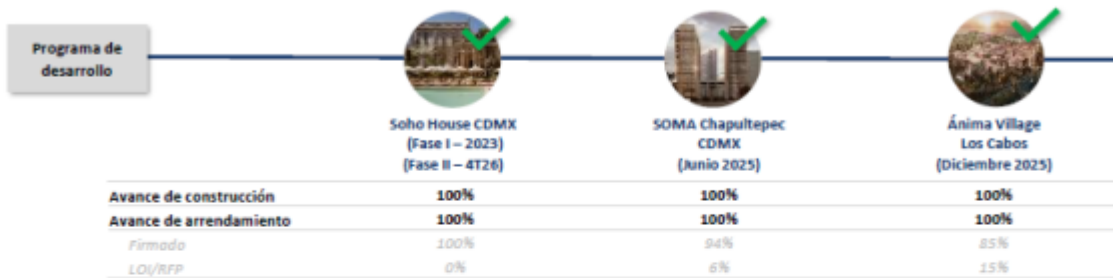 Programa de
desarrollo
Soho House CDMX
(Fase I – 2023)
(Fase II – 4T26)
SOMA Chapultepec
CDMX
(Junio 2025)
Ánima Village
Los Cabos
(Diciembre 2025)
Avance de construcción 100% 100% 100%
Avance de arrendamiento 100% 100% 100%
Firmado 100% 94% 85%
LOI/RFP 0% 6% 15%